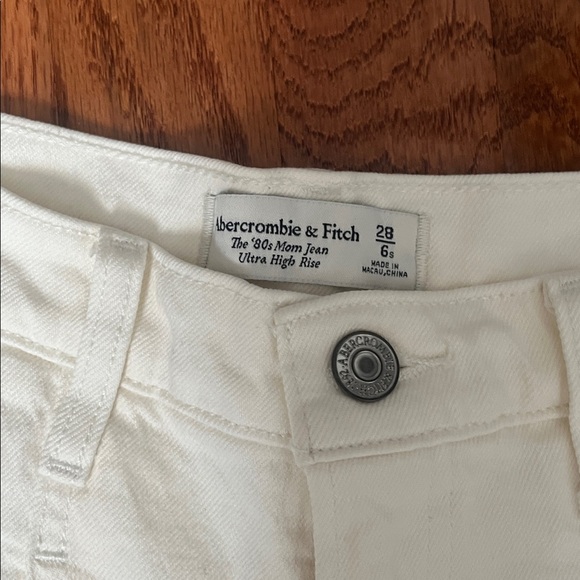 Abercrombie & Fitch
The '80s Mom Jean
Ultra High Rise
28
6s
MADE IN
MACAU, CHINA
ABERCROMBIE &